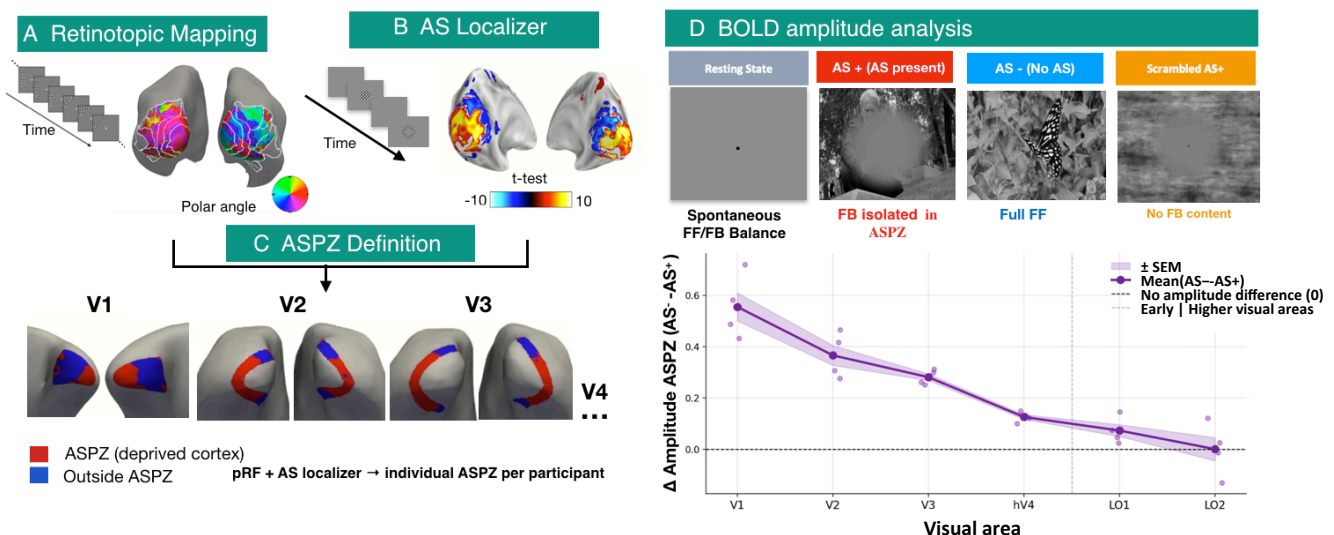 A Retinotopic Mapping
Time
Polar angle
B AS Localizer
Time
t-test
-10
10
C ASPZ Definition
V1
V2
V3
V4
...
ASPZ (deprived cortex)
Outside ASPZ
pRF + AS localizer → individual ASPZ per participant
D BOLD amplitude analysis
Resting State
AS + (AS present)
AS - (No AS)
Scrambled AS+
Spontaneous
FF/FB Balance
FB isolated in
ASPZ
Full FF
No FB content
± SEM
Mean(AS–-AS+)
No amplitude difference (0)
Early | Higher visual areas
Δ Amplitude ASPZ (AS⁻ -AS⁺)
0.6
0.4
0.2
0.0
V1
V2
V3
hV4
LO1
LO2
Visual area